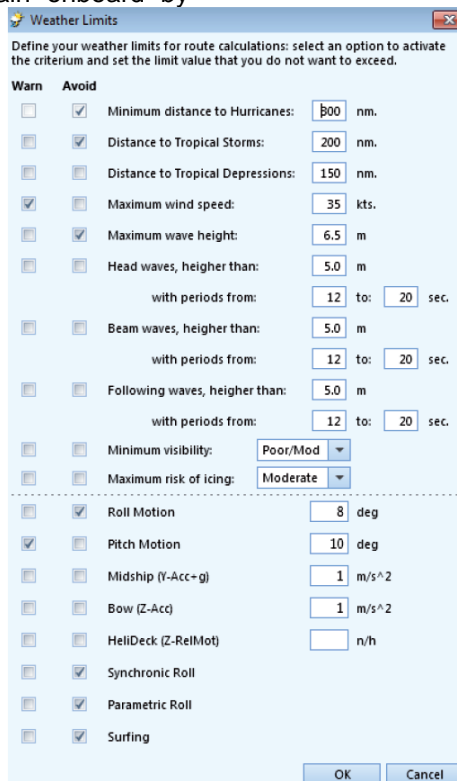 onboard by
Weather Limits
Define your weather limits for route calculations: select an option to activate
the criterium and set the limit value that you do not want to exceed.
Warn Avoid
Minimum distance to Hurricanes: 300 nm.
Distance to Tropical Storms: 200 nm.
Distance to Tropical Depressions: 150 nm.
Maximum wind speed: 35 kts.
Maximum wave height: 6.5 m
Head waves, heigher than: 5.0 m
with periods from: 12 to: 20 sec.
Beam waves, heigher than: 5.0 m
with periods from: 12 to: 20 sec.
Following waves, heigher than: 5.0 m
with periods from: 12 to: 20 sec.
Minimum visibility: Poor/Mod
Maximum risk of icing: Moderate
Roll Motion 8 deg
Pitch Motion 10 deg
Midship (Y-Acc+g) 1 m/s^2
Bow (Z-Acc) 1 m/s^2
HeliDeck (Z-RelMot) n/h
Synchronic Roll
Parametric Roll
Surfing
OK Cancel